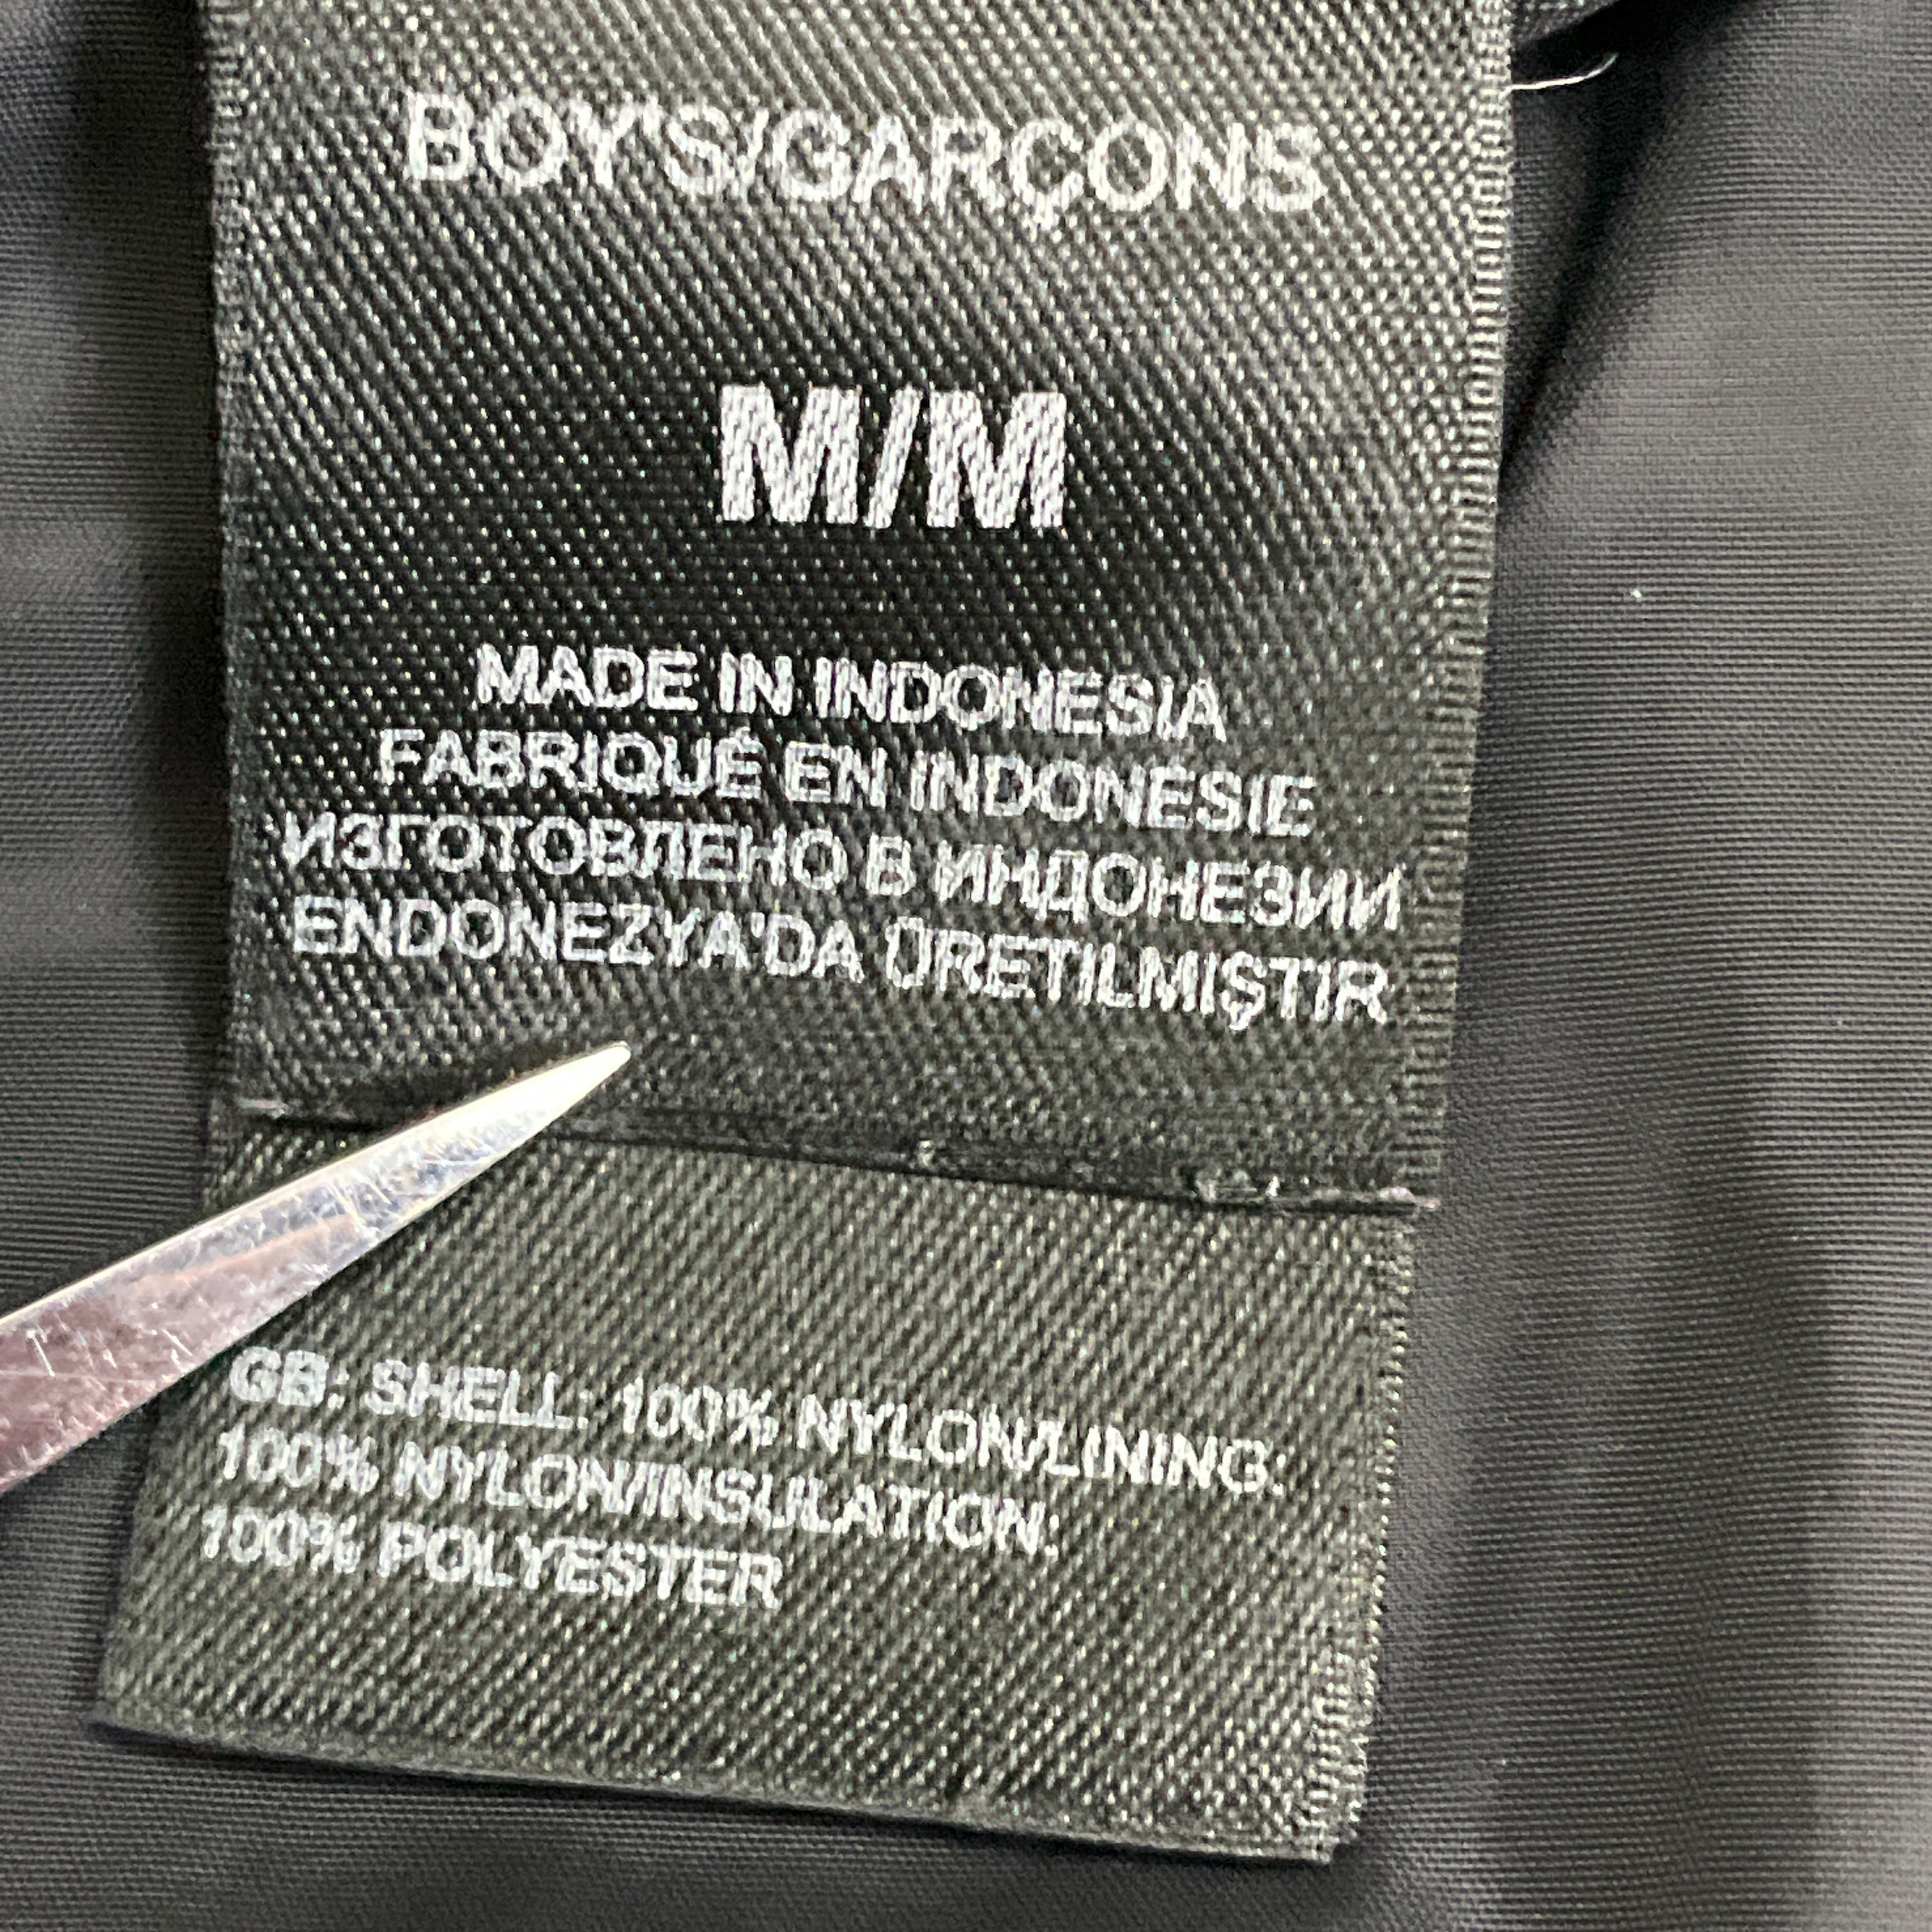 BOY'S/GARÇONS
M/M
MADE IN INDONESIA
FABRIQUÉ EN INDONÉSIE
ИЗГОТОВЛЕНО В ИНДОНЕЗИИ
ENDONEZYA'DA ÜRETILMIŞTIR
GB: SHELL: 100% NYLON/LINING:
100% NYLON/INSULATION:
100% POLYESTER